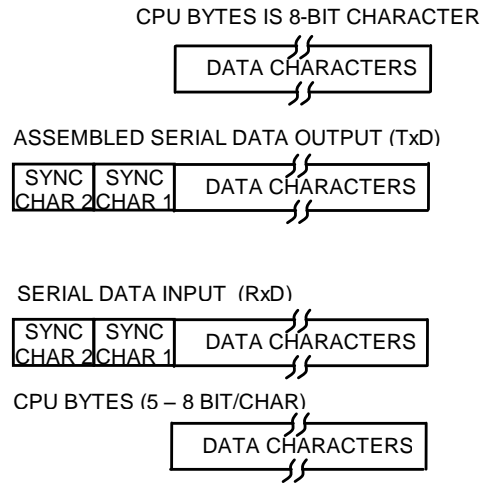 CPU BYTES IS 8-BIT CHARACTER
DATA CHARACTERS
ASSEMBLED SERIAL DATA OUTPUT (TxD)
SYNC CHAR 2 SYNC CHAR 1 DATA CHARACTERS
SERIAL DATA INPUT (RxD)
SYNC CHAR 2 SYNC CHAR 1 DATA CHARACTERS
CPU BYTES (5 – 8 BIT/CHAR)
DATA CHARACTERS